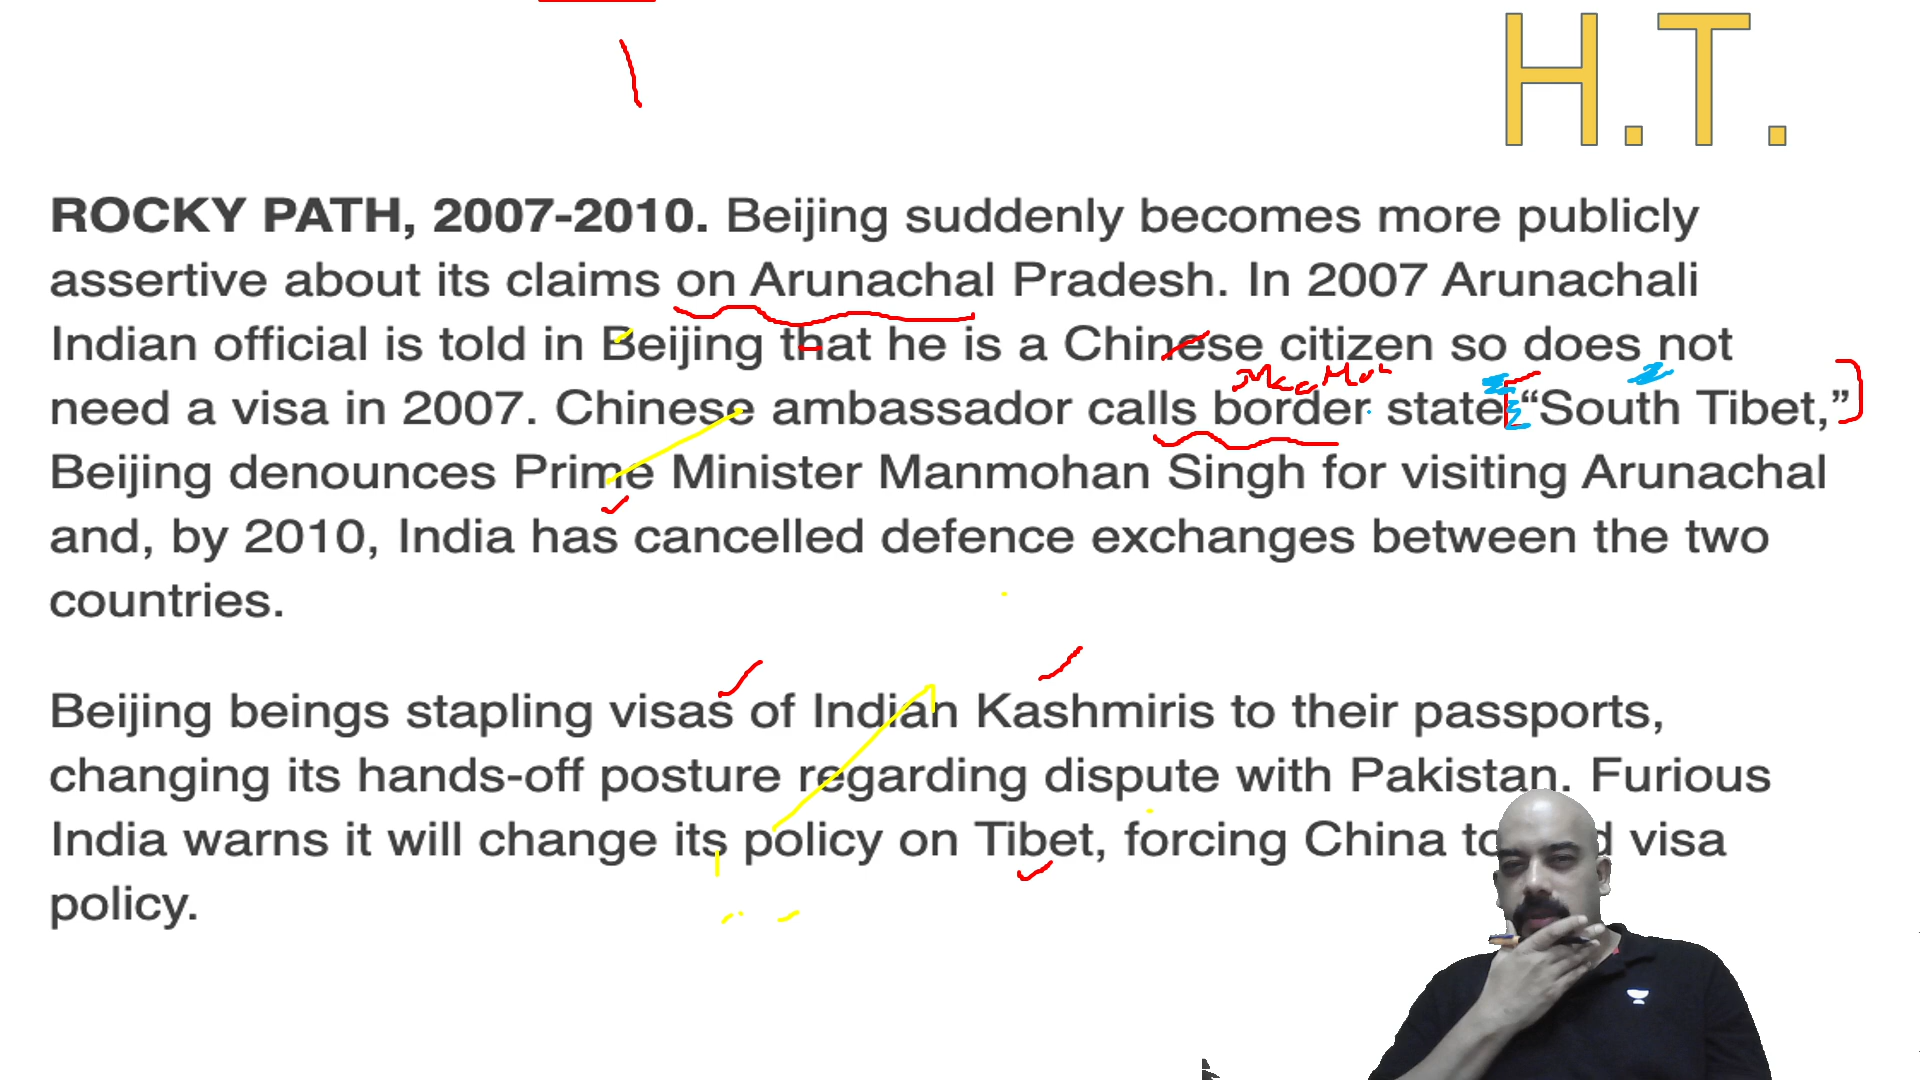 H.T.
ROCKY PATH, 2007-2010. Beijing suddenly becomes more publicly
assertive about its claims on Arunachal Pradesh. In 2007 Arunachali
Indian official is told in Beijing that he is a Chinese citizen so does not
need a visa in 2007. Chinese ambassador calls border state “South Tibet,”
Beijing denounces Prime Minister Manmohan Singh for visiting Arunachal
and, by 2010, India has cancelled defence exchanges between the two
countries.
Beijing beings stapling visas of Indian Kashmiris to their passports,
changing its hands-off posture regarding dispute with Pakistan. Furious
India warns it will change its policy on Tibet, forcing China to visa
policy.